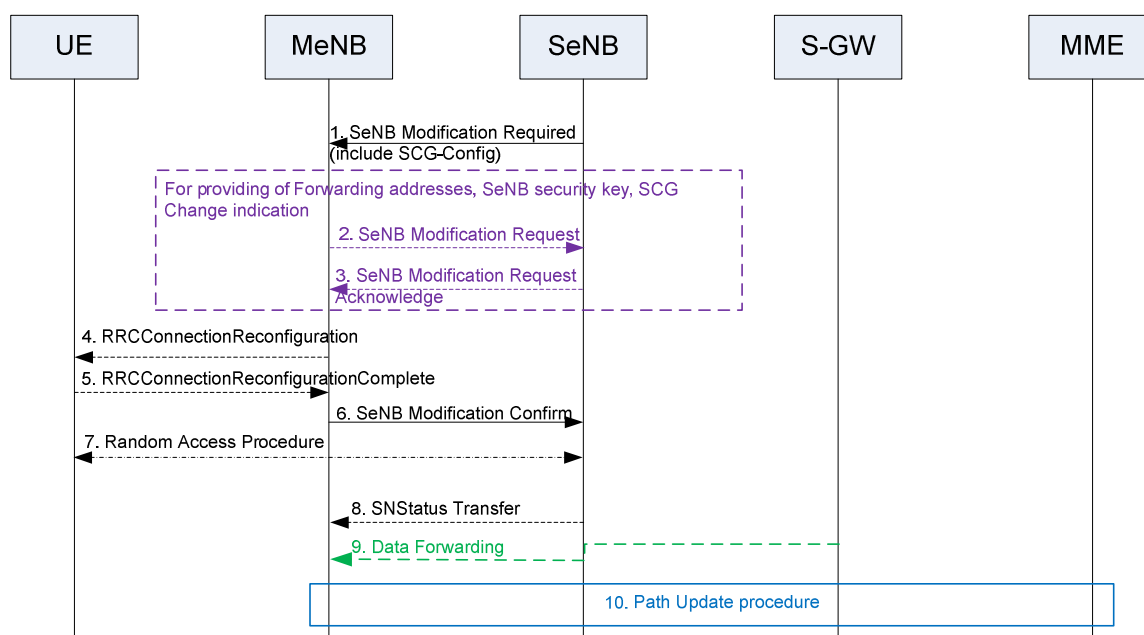 UE
MeNB
SeNB
S-GW
MME
1. SeNB Modification Required
(include SCG-Config)
For providing of Forwarding addresses, SeNB security key, SCG
Change indication
2. SeNB Modification Request
3. SeNB Modification Request
Acknowledge
4. RRCConnectionReconfiguration
5. RRCConnectionReconfigurationComplete
6. SeNB Modification Confirm
7. Random Access Procedure
8. SNStatus Transfer
9. Data Forwarding
10. Path Update procedure